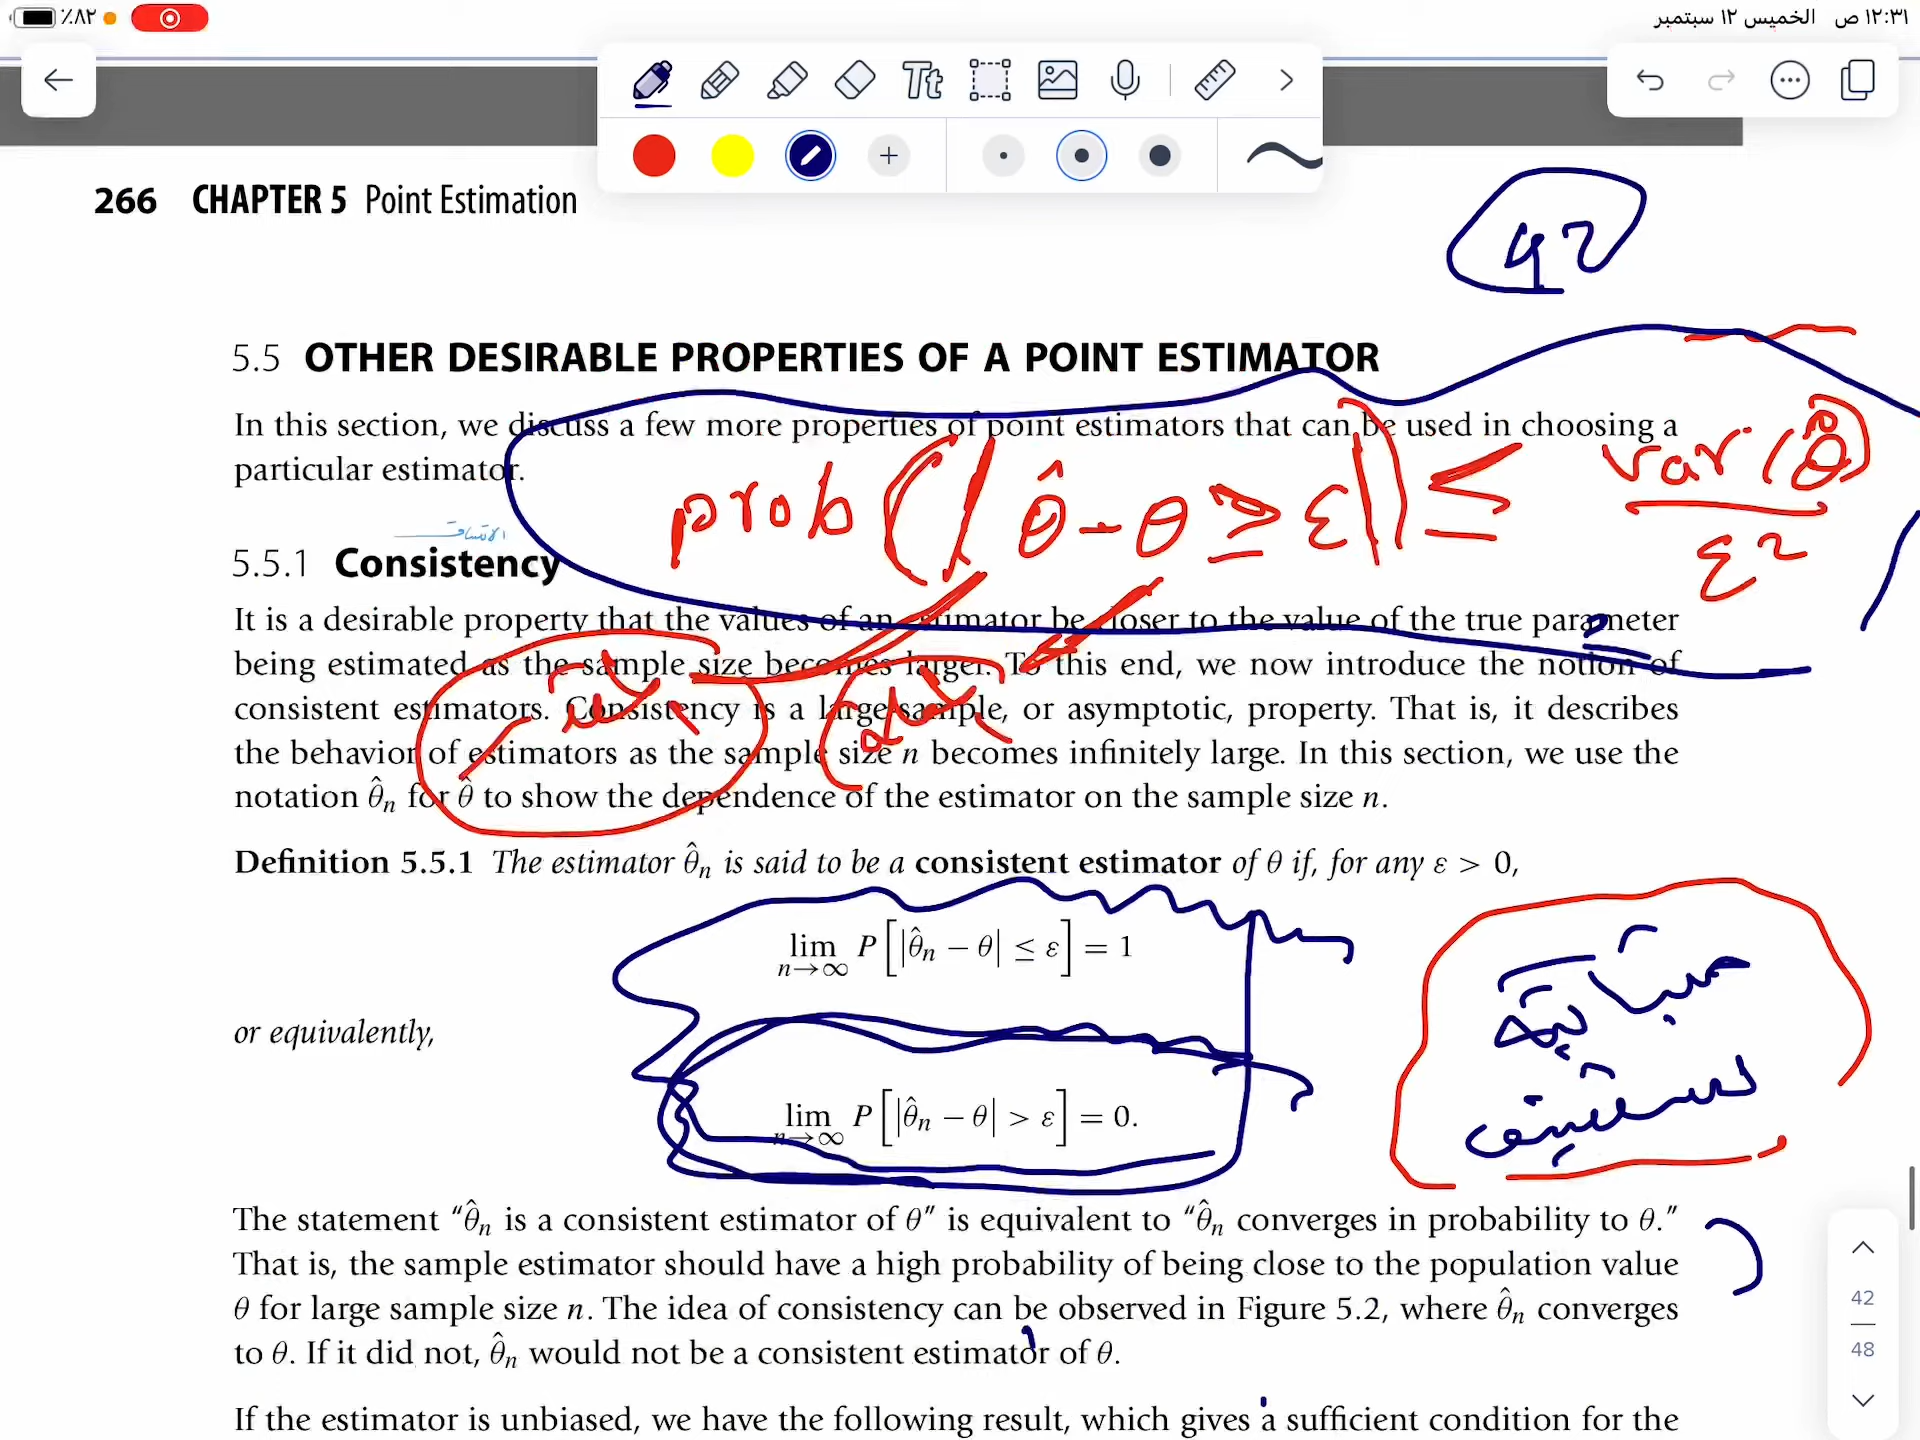 ٪٨٢
١٢:٣١ ص الخميس ١٢ سبتمبر
Tt
266 CHAPTER 5 Point Estimation
42
5.5 OTHER DESIRABLE PROPERTIES OF A POINT ESTIMATOR
In this section, we discuss a few more properties of point estimators that can be used in choosing a
particular estimator.
prob(|θ̂ - θ ≥ ε|) ≤ var(θ̂) / ε²
5.5.1 Consistency
It is a desirable property that the values of an estimator be closer to the value of the true parameter
being estimated as the sample size becomes larger. To this end, we now introduce the notion of
consistent estimators. Consistency is a large-sample, or asymptotic, property. That is, it describes
the behavior of estimators as the sample size n becomes infinitely large. In this section, we use the
notation θ̂n for θ̂ to show the dependence of the estimator on the sample size n.
Definition 5.5.1 The estimator θ̂n is said to be a consistent estimator of θ if, for any ε > 0,
lim n→∞ P[|θ̂n − θ| ≤ ε] = 1
or equivalently,
lim n→∞ P[|θ̂n − θ| > ε] = 0.
The statement “θ̂n is a consistent estimator of θ” is equivalent to “θ̂n converges in probability to θ.”
That is, the sample estimator should have a high probability of being close to the population value
θ for large sample size n. The idea of consistency can be observed in Figure 5.2, where θ̂n converges
to θ. If it did not, θ̂n would not be a consistent estimator of θ.
If the estimator is unbiased, we have the following result, which gives a sufficient condition for the
42
48